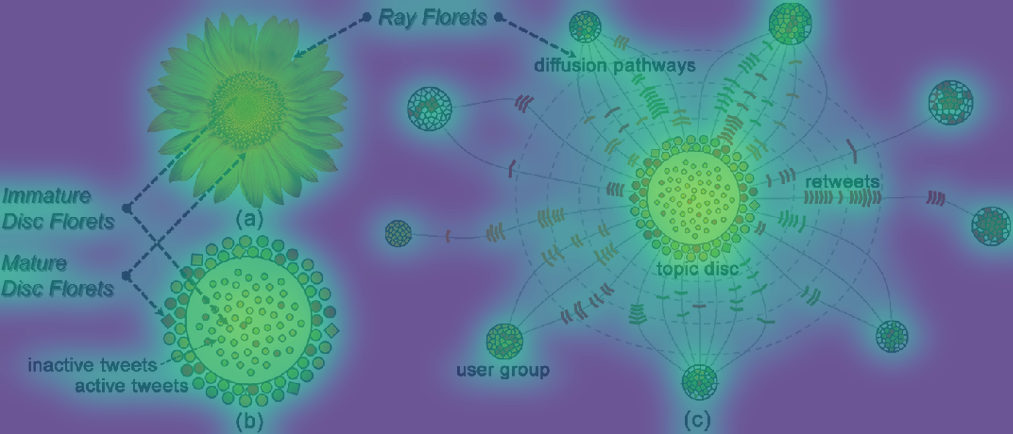 Ray Florets
diffusion pathways
Immature
Disc Florets
(a)
retweets
Mature
Disc Florets
topic disc
inactive tweets
active tweets
user group
(b)
(c)